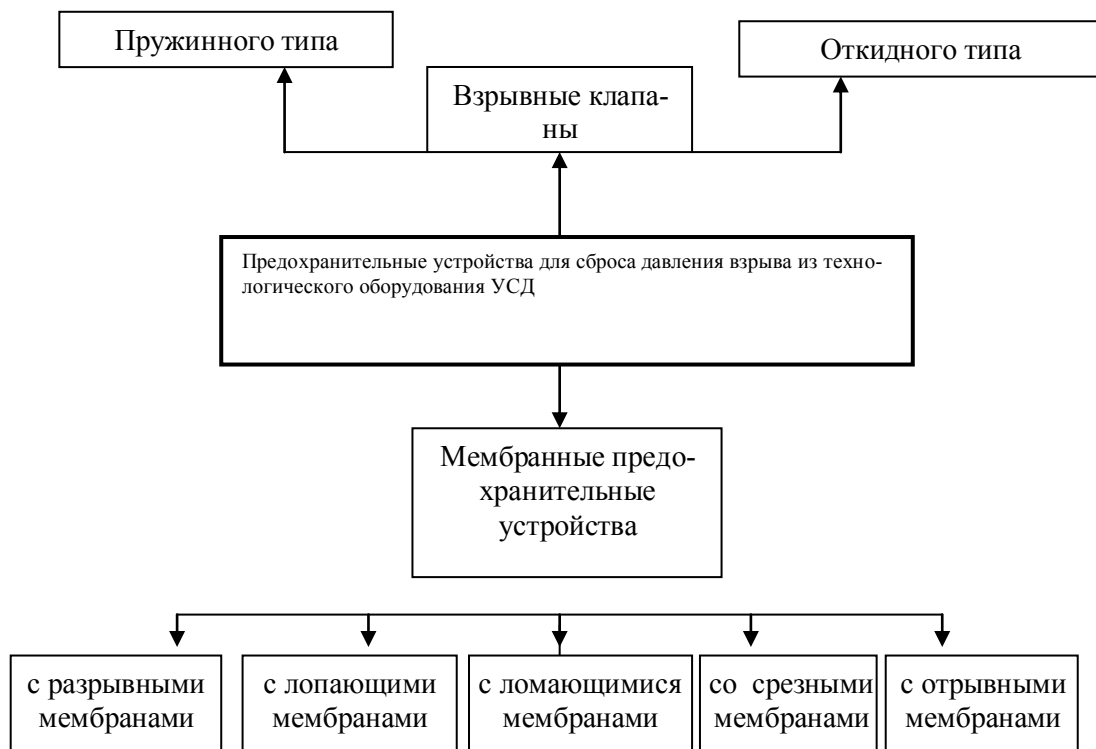 Пружинного типа
Откидного типа
Взрывные клапа-
ны
Предохранительные устройства для сброса давления взрыва из техно-
логического оборудования УСД
Мембранные предо-
хранительные
устройства
с разрывными
мембранами
с лопающими
мембранами
с ломающимися
мембранами
со срезными
мембранами
с отрывными
мембранами